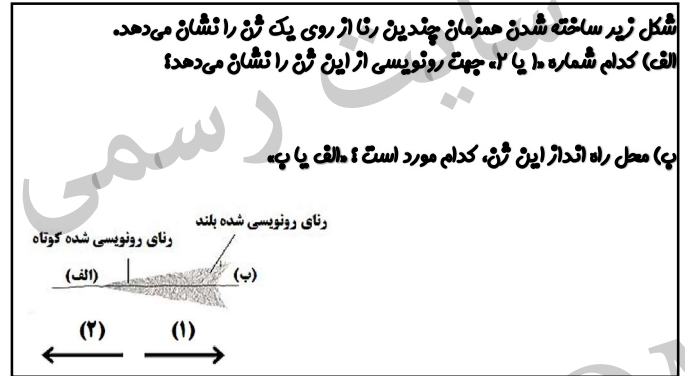 شکل زیر ساخته شدن همزمان چندین رنا از روی یک ژن را نشان می‌دهد.
الف) کدام شماره «۱ یا ۲» جهت رونویسی از این ژن را نشان می‌دهد؟
ب) محل راه انداز این ژن، کدام مورد است ؟ «الف یا ب»
رنای رونویسی شده بلند
رنای رونویسی شده کوتاه
(الف)
(ب)
(۲)
(۱)
سایت رسمی